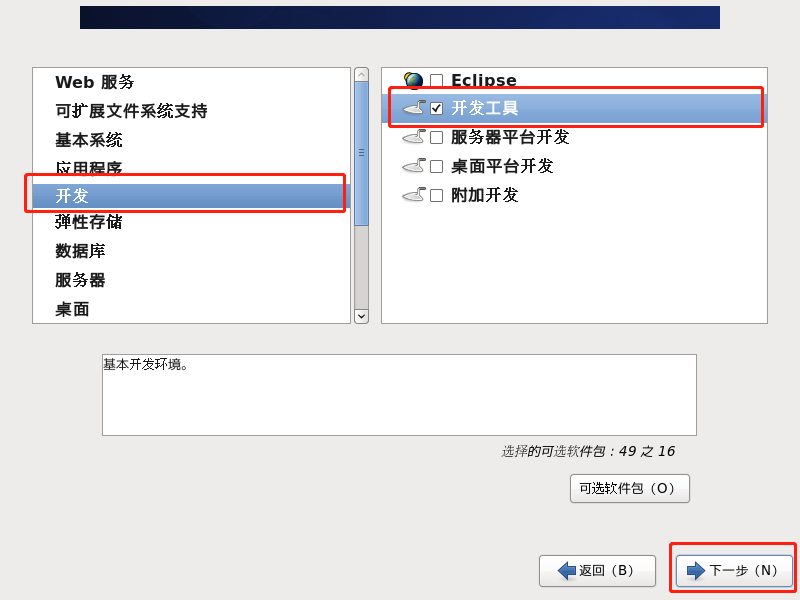 Web 服务
可扩展文件系统支持
基本系统
应用程序
开发
弹性存储
数据库
服务器
桌面
Eclipse
开发工具
服务器平台开发
桌面平台开发
附加开发
基本开发环境。
选择的可选软件包：49 之 16
可选软件包（O）
返回（B）
下一步（N）